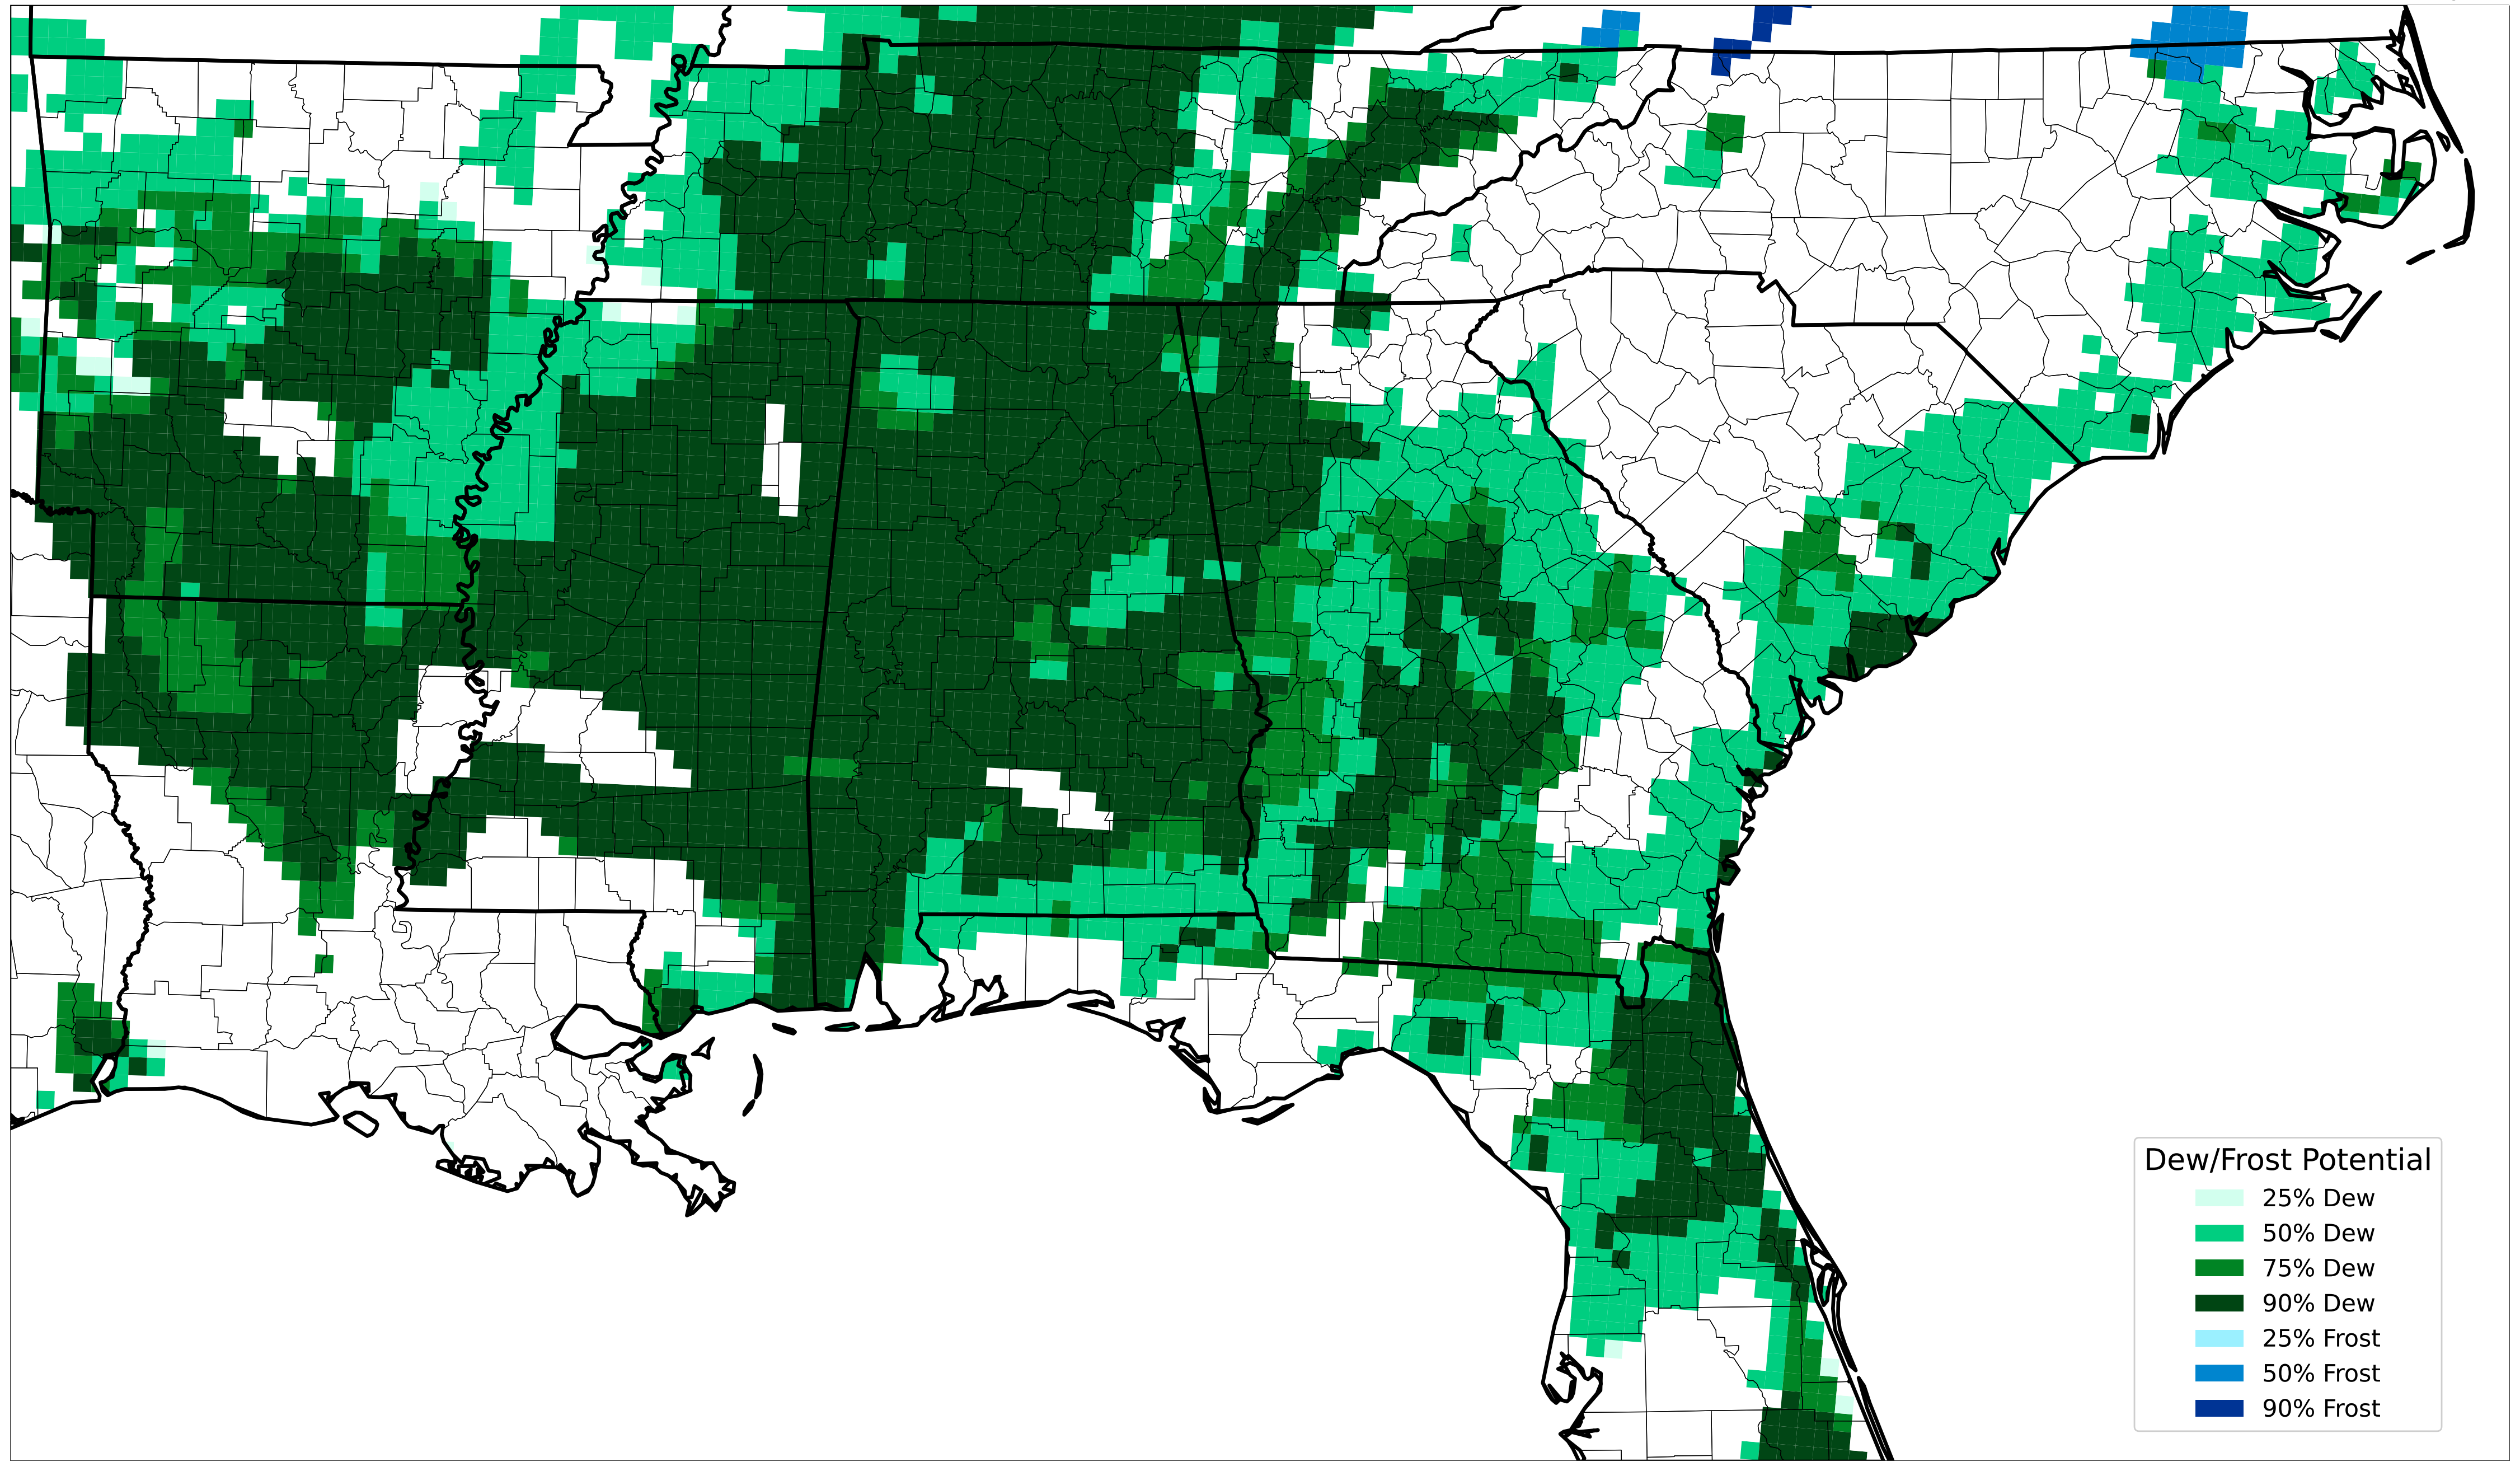 Dew/Frost Potential
25% Dew
50% Dew
75% Dew
90% Dew
25% Frost
50% Frost
90% Frost